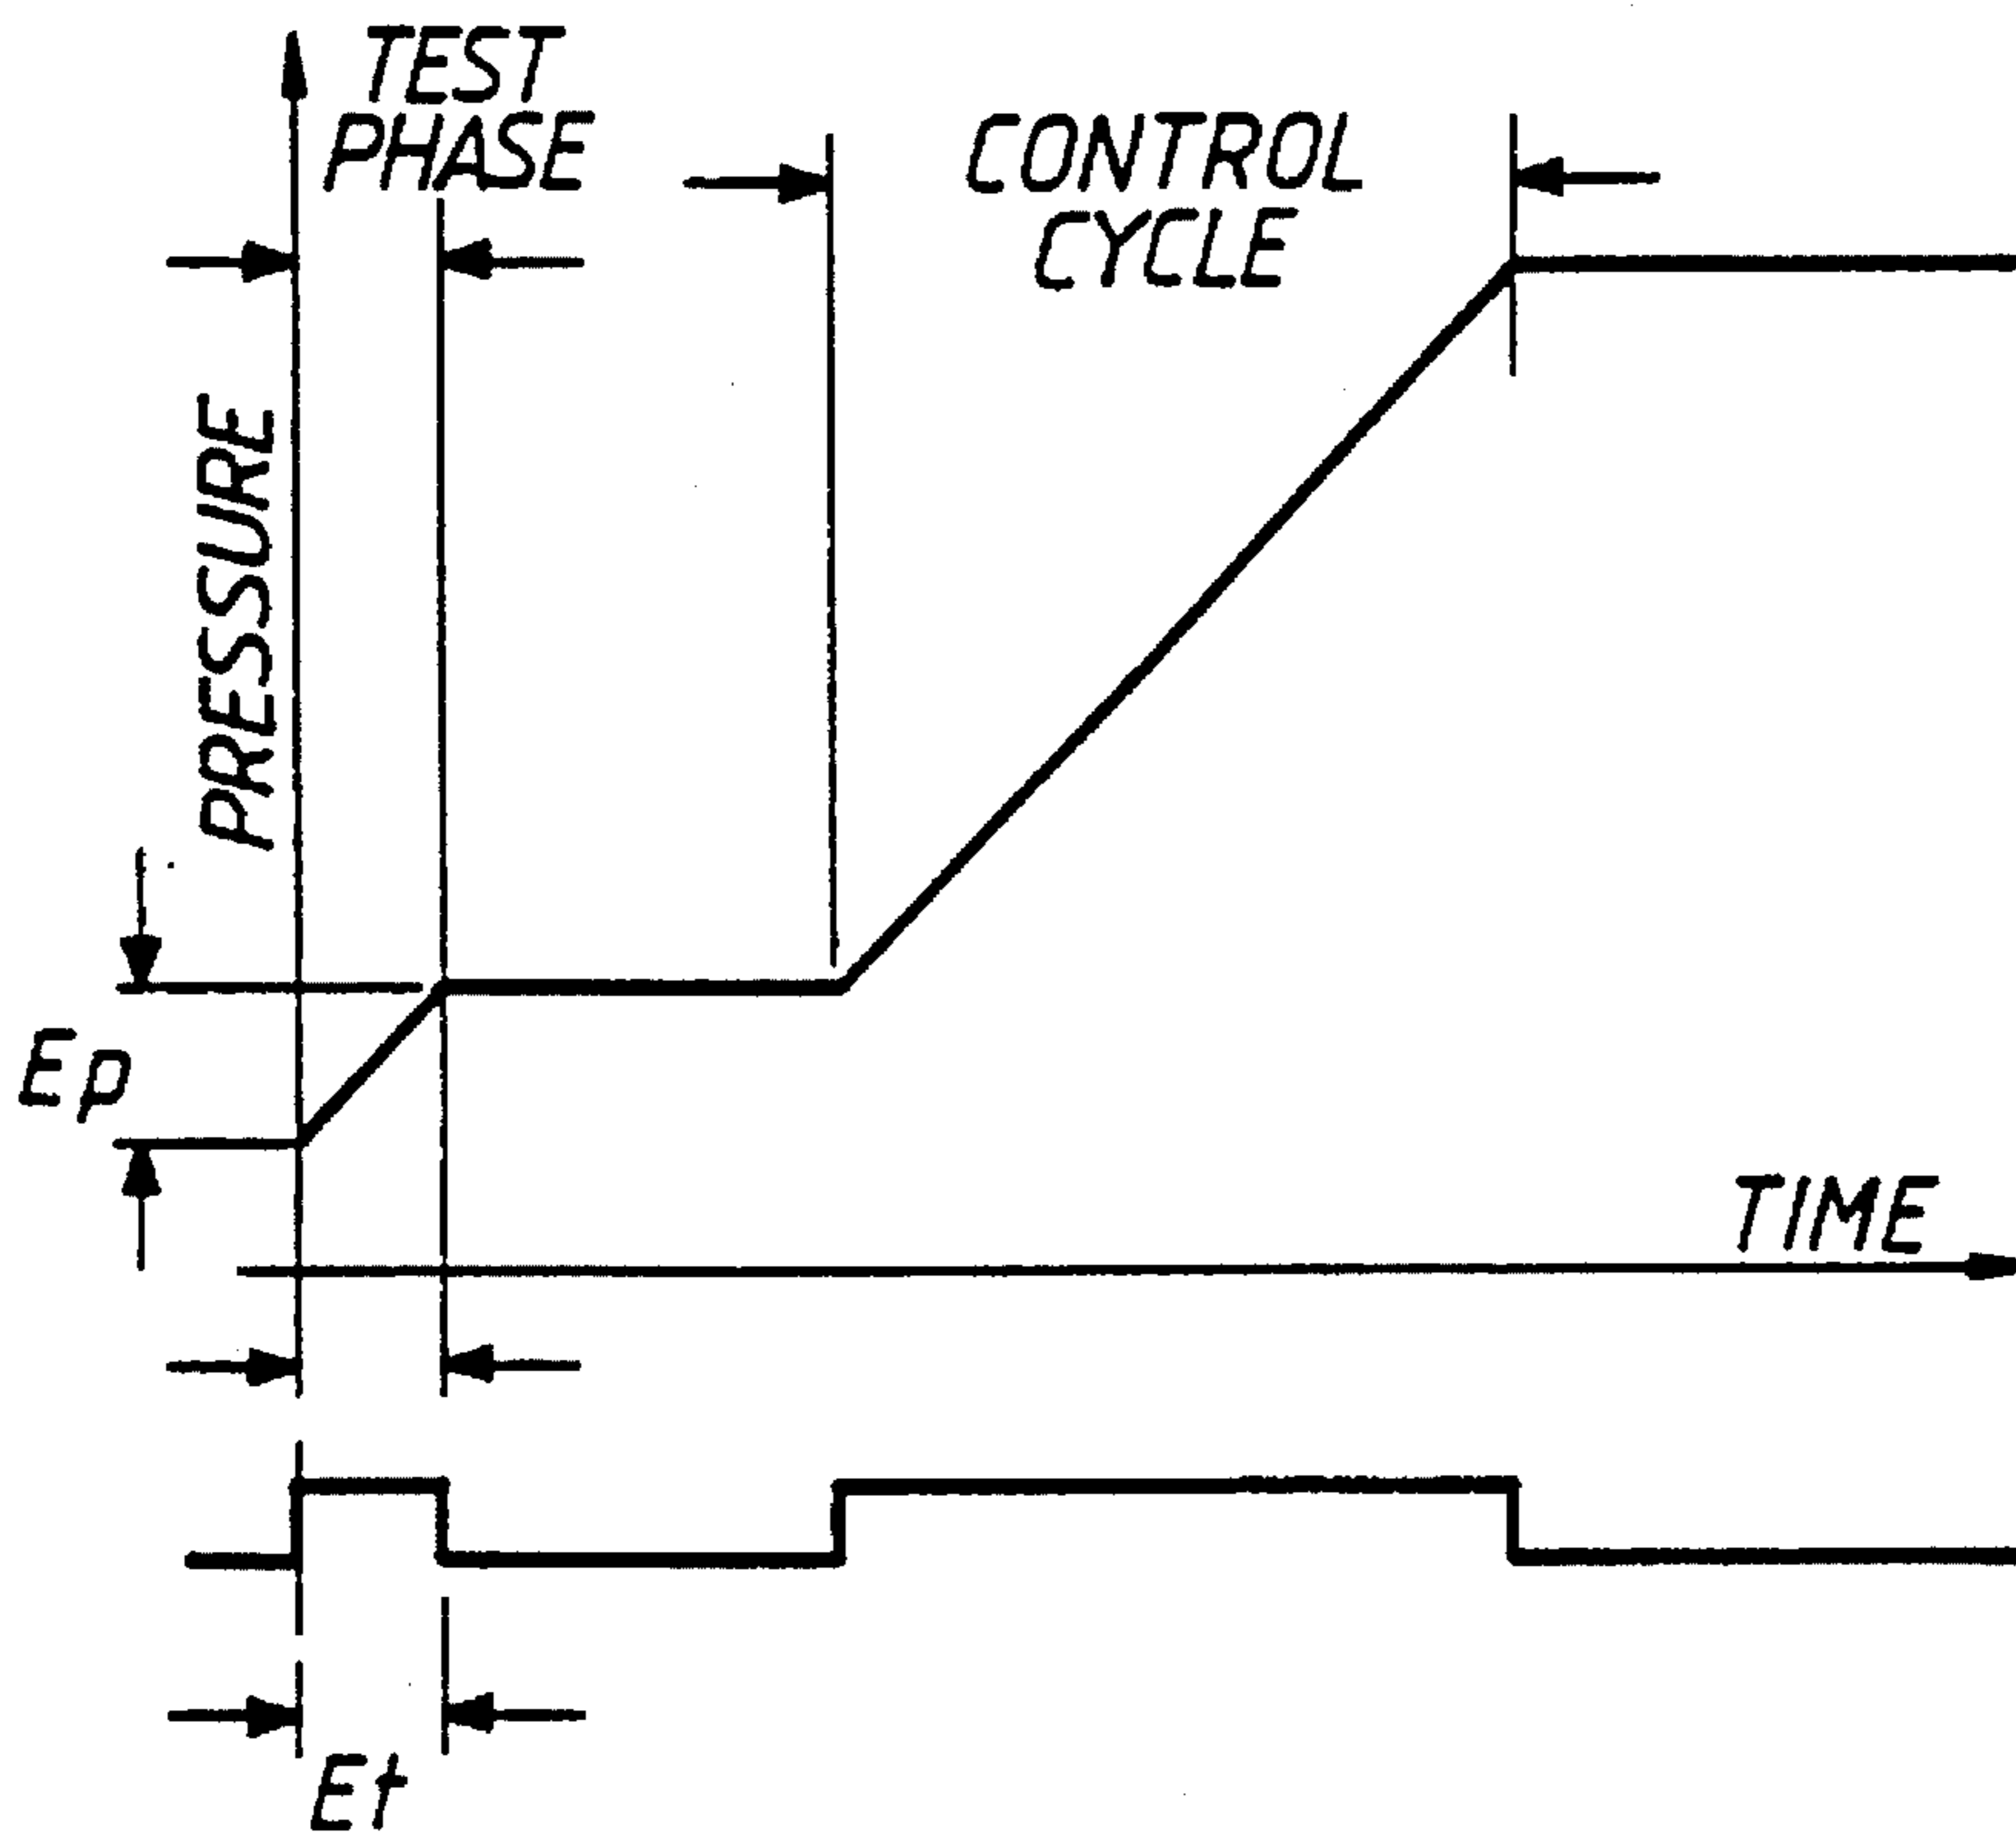 TEST
PHASE
CONTROL
CYCLE
PRESSURE
Ep
TIME
Et